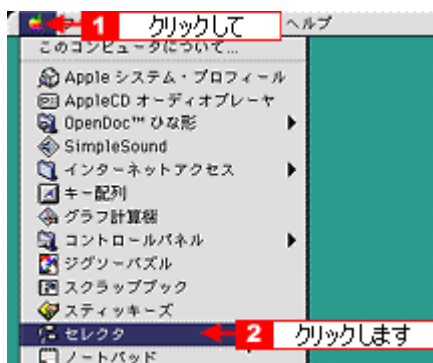 1 クリックして ヘルプ
このコンピュータについて...
Apple システム・プロフィール
AppleCD オーディオプレーヤ
OpenDoc™ ひな形
SimpleSound
インターネットアクセス
キー配列
グラフ計算機
コントロールパネル
ジグソーパズル
スクラップブック
スティッキーズ
セレクタ 2 クリックします
ノートパッド